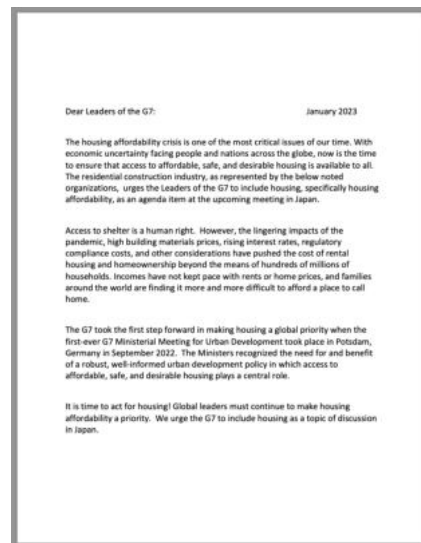 Dear Leaders of the G7: January 2023
The housing affordability crisis is one of the most critical issues of our time. With
economic uncertainty facing people and nations across the globe, now is the time
to ensure that access to affordable, safe, and desirable housing is available to all.
The residential construction industry, as represented by the below noted
organizations, urges the Leaders of the G7 to include housing, specifically housing
affordability, as an agenda item at the upcoming meeting in Japan.
Access to shelter is a human right. However, the lingering impacts of the
pandemic, high building materials prices, rising interest rates, regulatory
compliance costs, and other considerations have pushed the cost of rental
housing and homeownership beyond the means of hundreds of millions of
households. Incomes have not kept pace with rents or home prices, and families
around the world are finding it more and more difficult to afford a place to call
home.
The G7 took the first step forward in making housing a global priority when the
first-ever G7 Ministerial Meeting for Urban Development took place in Potsdam,
Germany in September 2022. The Ministers recognized the need for and benefit
of a robust, well-informed urban development policy in which access to
affordable, safe, and desirable housing plays a central role.
It is time to act for housing! Global leaders must continue to make housing
affordability a priority. We urge the G7 to include housing as a topic of discussion
in Japan.